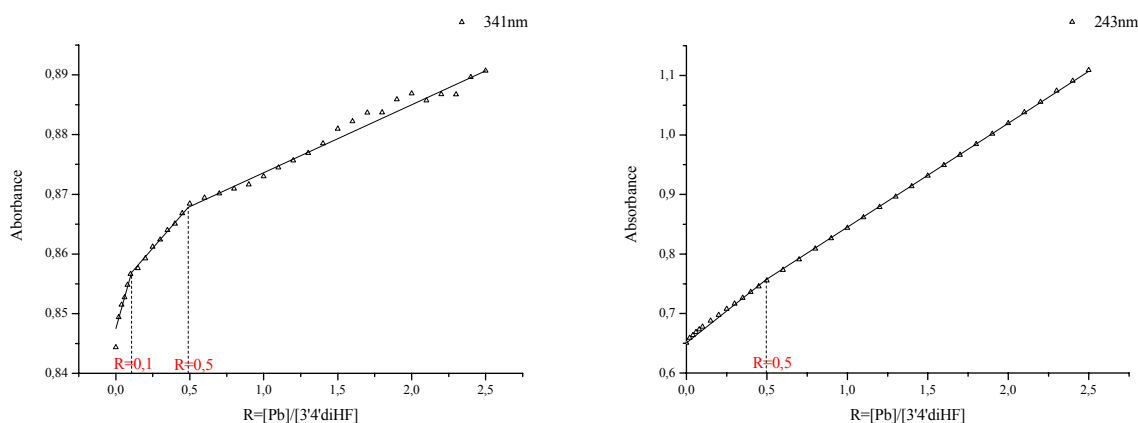 341nm
0,89
0,88
0,87
0,86
0,85
0,84
Aborbance
R=0,1
R=0,5
0,0 0,5 1,0 1,5 2,0 2,5
R=[Pb]/[3'4'diHF]
243nm
1,1
1,0
0,9
0,8
0,7
0,6
Absorbance
R=0,5
0,0 0,5 1,0 1,5 2,0 2,5
R=[Pb]/[3'4'diHF]